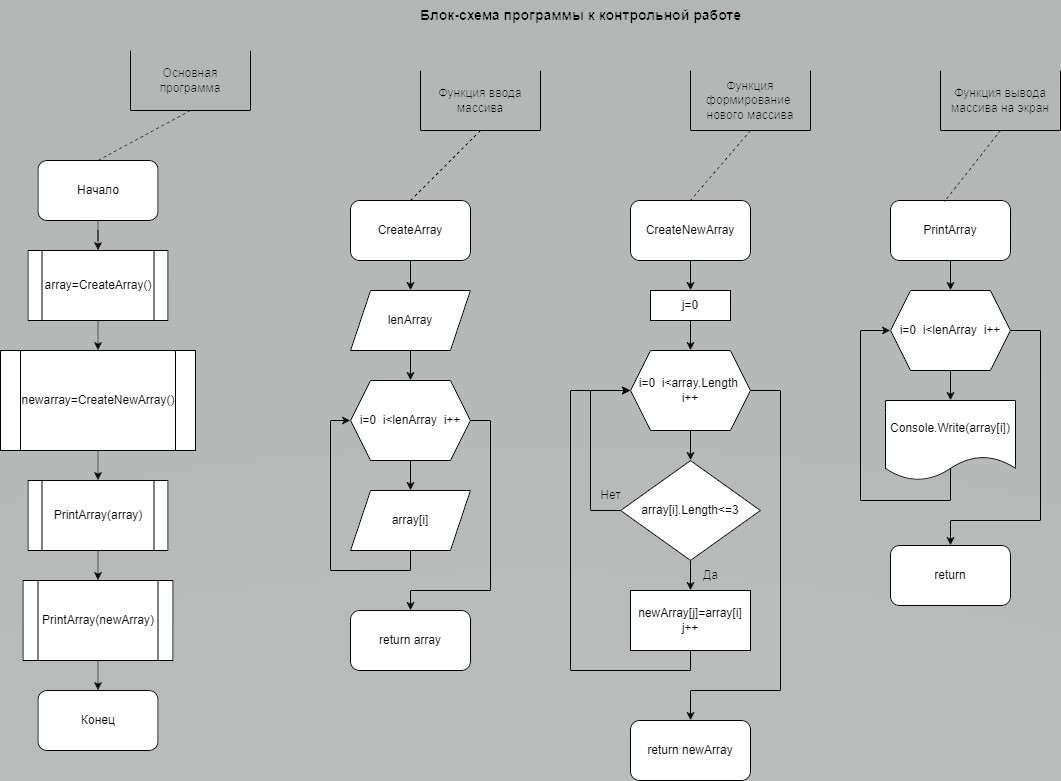 Блок-схема программы к контрольной работе
Основная
программа
Начало
array=CreateArray()
newarray=CreateNewArray()
PrintArray(array)
PrintArray(newArray)
Конец
Функция ввода
массива
CreateArray
lenArray
i=0 i<lenArray i++
array[i]
return array
Функция
формирование
нового массива
CreateNewArray
j=0
i=0 i<array.Length
i++
Нет
array[i].Length<=3
Да
newArray[j]=array[i]
j++
return newArray
Функция вывода
массива на экран
PrintArray
i=0 i<lenArray i++
Console.Write(array[i])
return